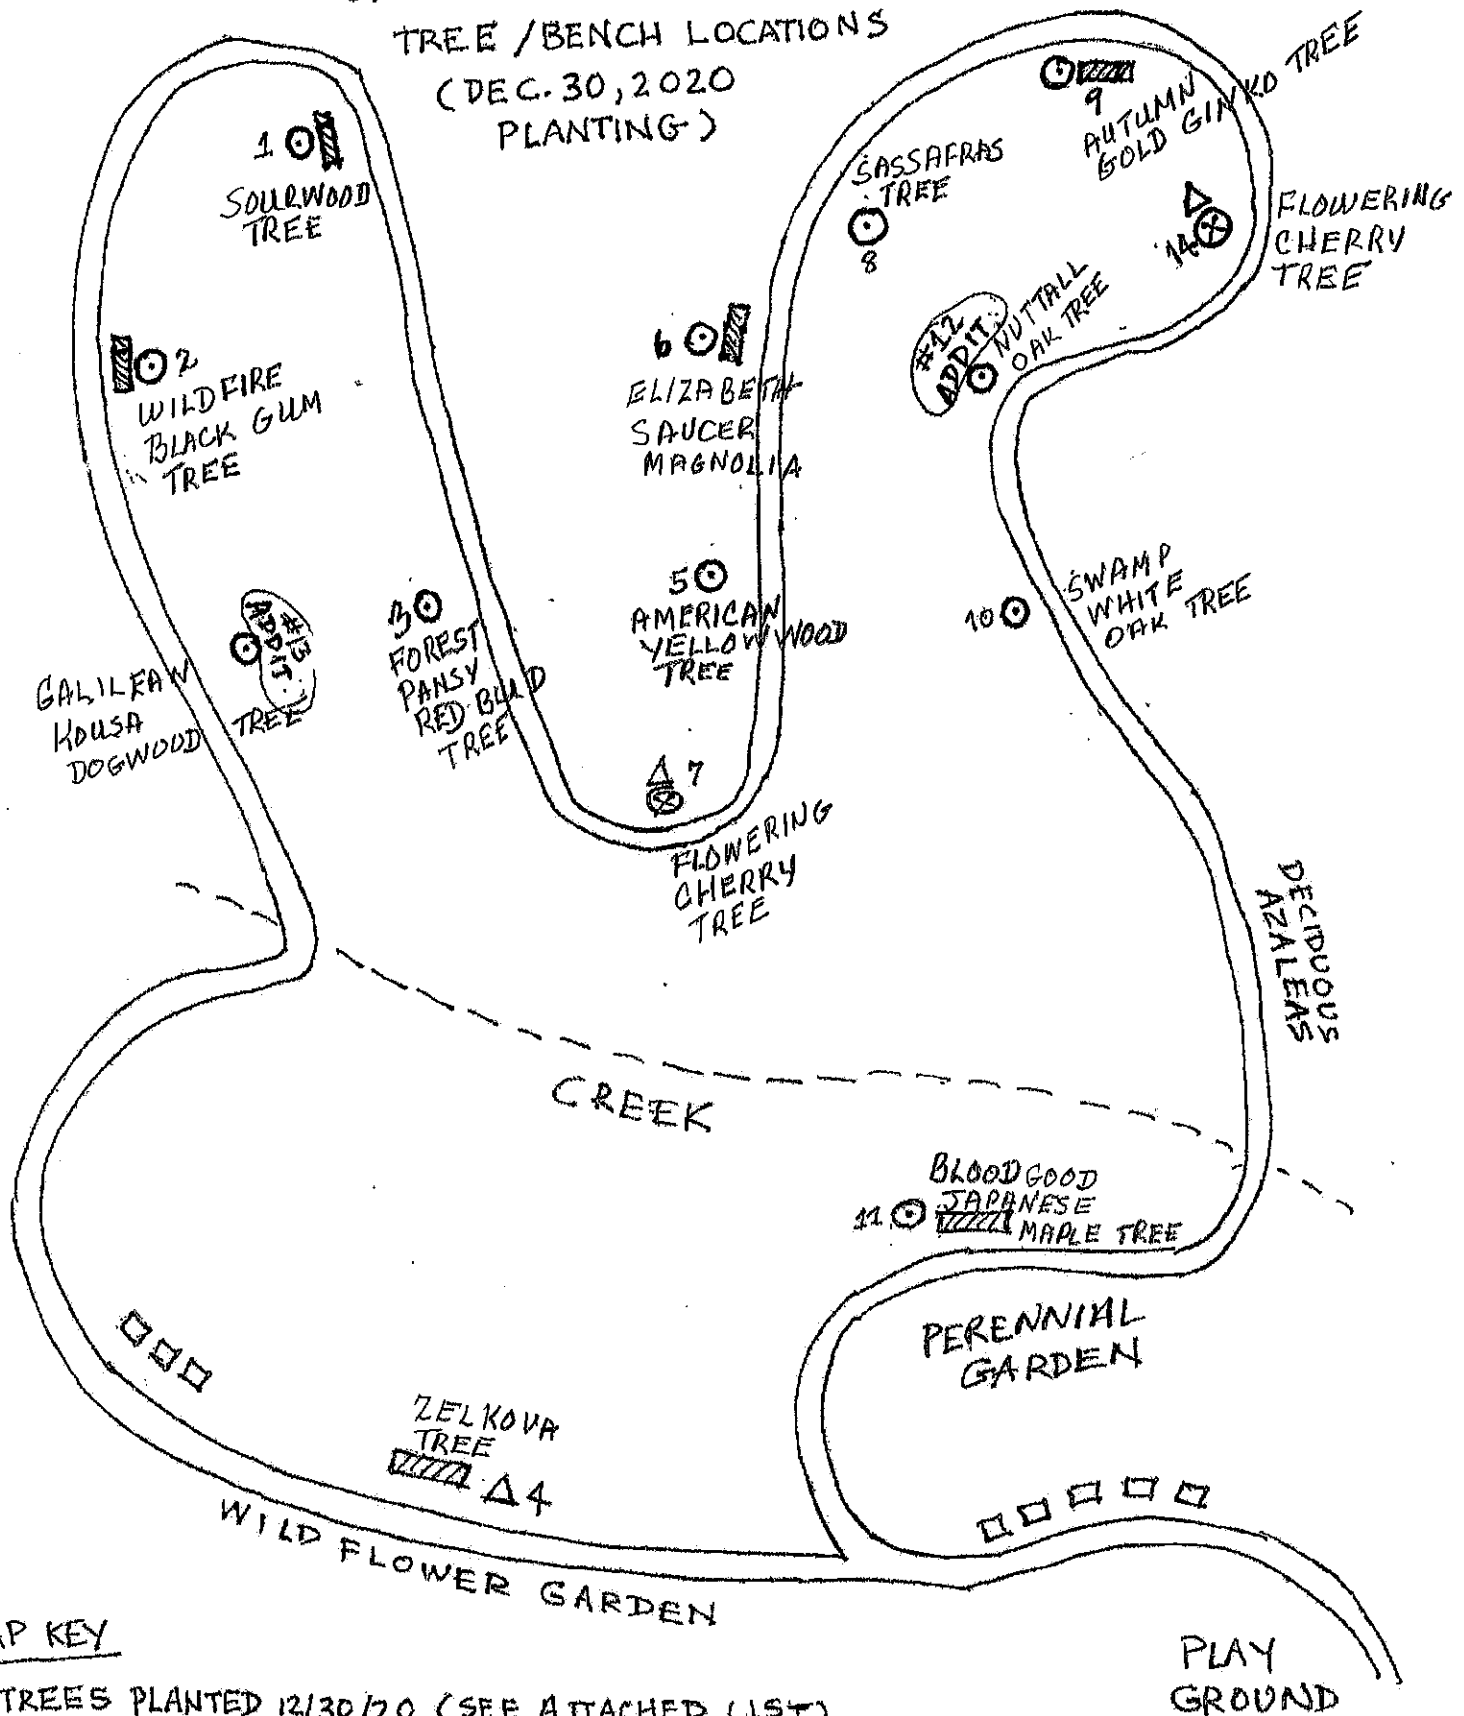 TREE / BENCH LOCATIONS
(DEC. 30, 2020
PLANTING)
1
SOURWOOD
TREE
2
WILDFIRE
BLACK GUM
TREE
#13
ADDIT.
GALILEAN
KOUSA
DOGWOOD TREE
3
FOREST
PANSY
RED BUD
TREE
6
ELIZABETH
SAUCER
MAGNOLIA
5
AMERICAN
YELLOWWOOD
TREE
7
FLOWERING
CHERRY
TREE
SASSAFRAS
TREE
8
9
AUTUMN
GOLD GINKO TREE
14
FLOWERING
CHERRY
TREE
#12
ADDIT.
NUTTALL
OAK TREE
10
SWAMP
WHITE
OAK TREE
DECIDUOUS
AZALEAS
CREEK
11
BLOODGOOD
JAPANESE
MAPLE TREE
PERENNIAL
GARDEN
ZELKOVA
TREE
4
WILD FLOWER GARDEN
PLAY
GROUND
AP KEY
TREES PLANTED 12/30/20 (SEE ATTACHED LIST)